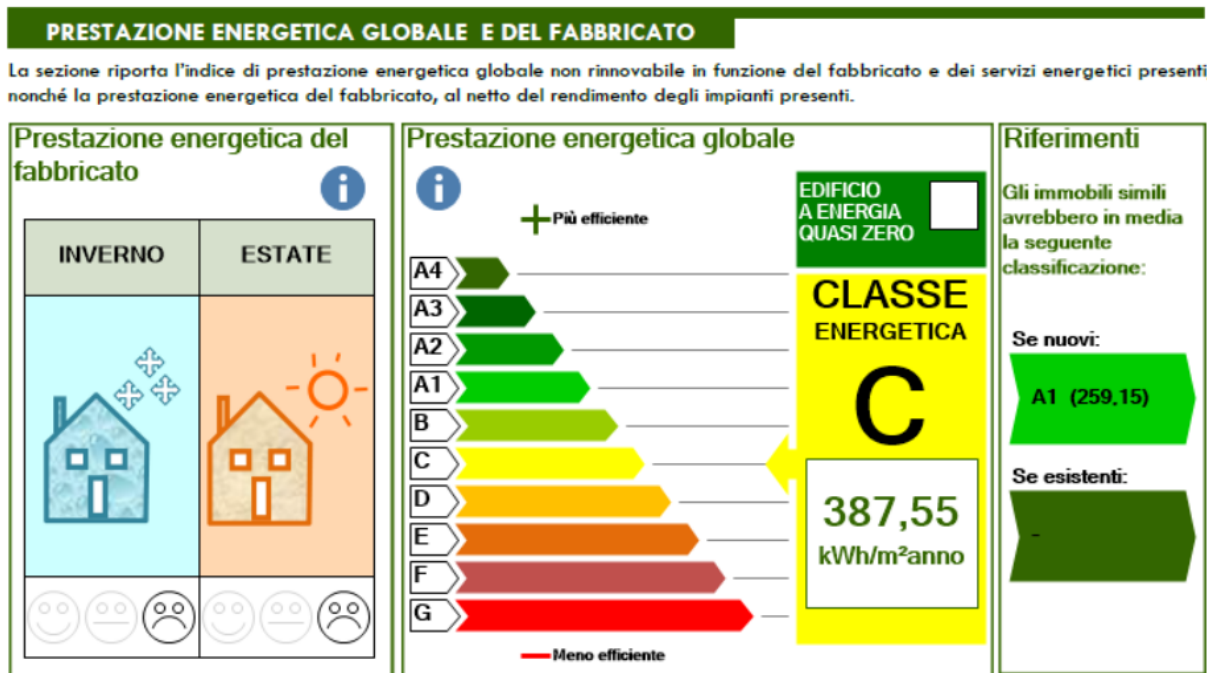 PRESTAZIONE ENERGETICA GLOBALE E DEL FABBRICATO
La sezione riporta l'indice di prestazione energetica globale non rinnovabile in funzione del fabbricato e dei servizi energetici presenti
nonché la prestazione energetica del fabbricato, al netto del rendimento degli impianti presenti.
Prestazione energetica del
fabbricato
i
INVERNO
ESTATE
Prestazione energetica globale
i
+ Più efficiente
A4
A3
A2
A1
B
C
D
E
F
G
Meno efficiente
EDIFICIO
A ENERGIA
QUASI ZERO
CLASSE
ENERGETICA
C
387,55
kWh/m²anno
Riferimenti
Gli immobili simili
avrebbero in media
la seguente
classificazione:
Se nuovi:
A1 (259,15)
Se esistenti:
-